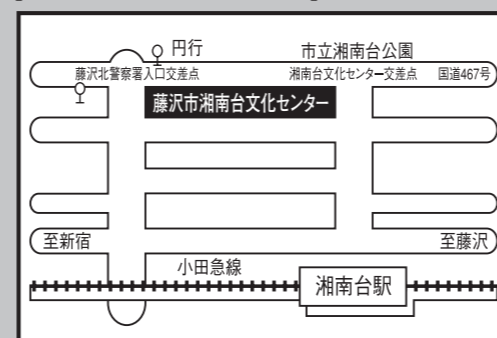 円行
市立湘南台公園
藤沢北警察署入口交差点
湘南台文化センター交差点
国道467号
藤沢市湘南台文化センター
至新宿
至藤沢
小田急線
湘南台駅